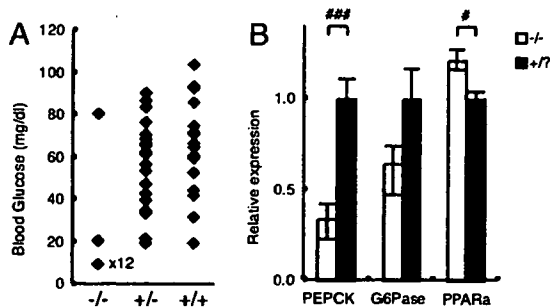 A
Blood Glucose (mg/dl)
120
100
80
60
40
20
0
x12
-/-
+/-
+/+
B
Relative expression
1.0
0.5
0.0
###
#
-/-
+/?
PEPCK
G6Pase
PPARa